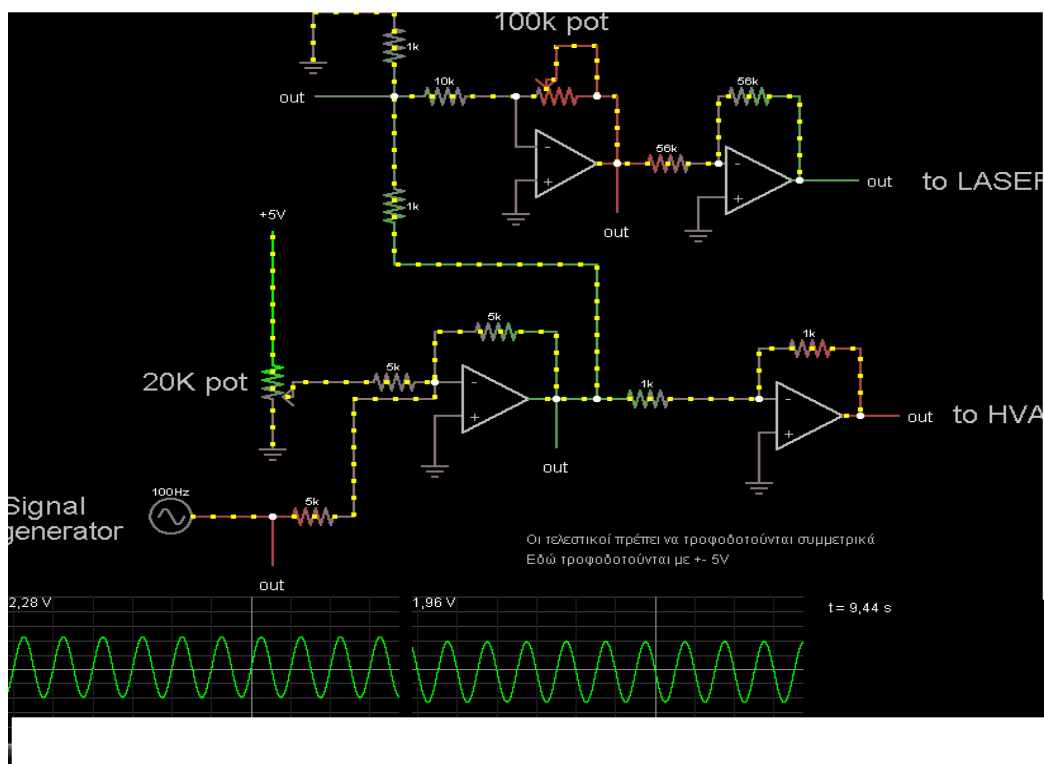 100k pot
1k
10k
56k
56k
out
-
+
-
+
out
to LASER
1k
out
+5V
5k
1k
20K pot
5k
1k
-
+
-
+
out
to HVA
out
100Hz
5k
Signal
generator
Οι τελεστικοί πρέπει να τροφοδοτούνται συμμετρικά
Εδώ τροφοδοτούνται με +- 5V
out
2,28 V
1,96 V
t = 9,44 s